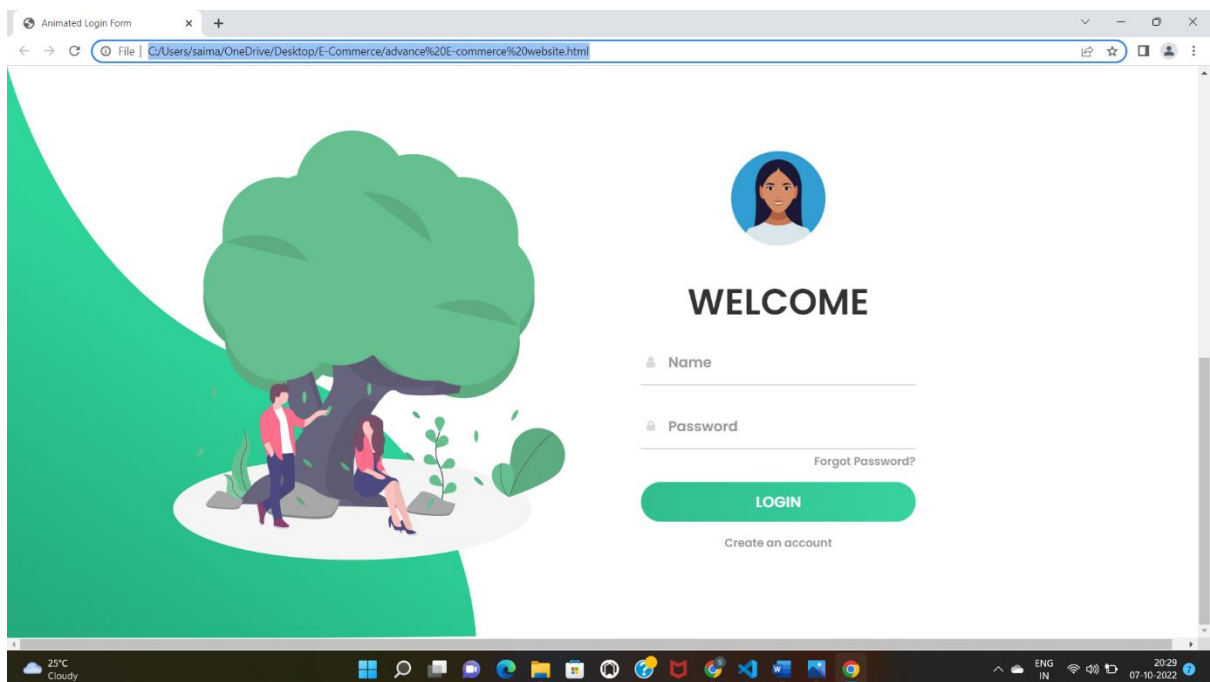 Animated Login Form
File C:/Users/saima/OneDrive/Desktop/E-Commerce/advance%20E-commerce%20website.html
WELCOME
Name
Password
Forgot Password?
LOGIN
Create an account
25°C
Cloudy
ENG
IN
20:29
07-10-2022
7